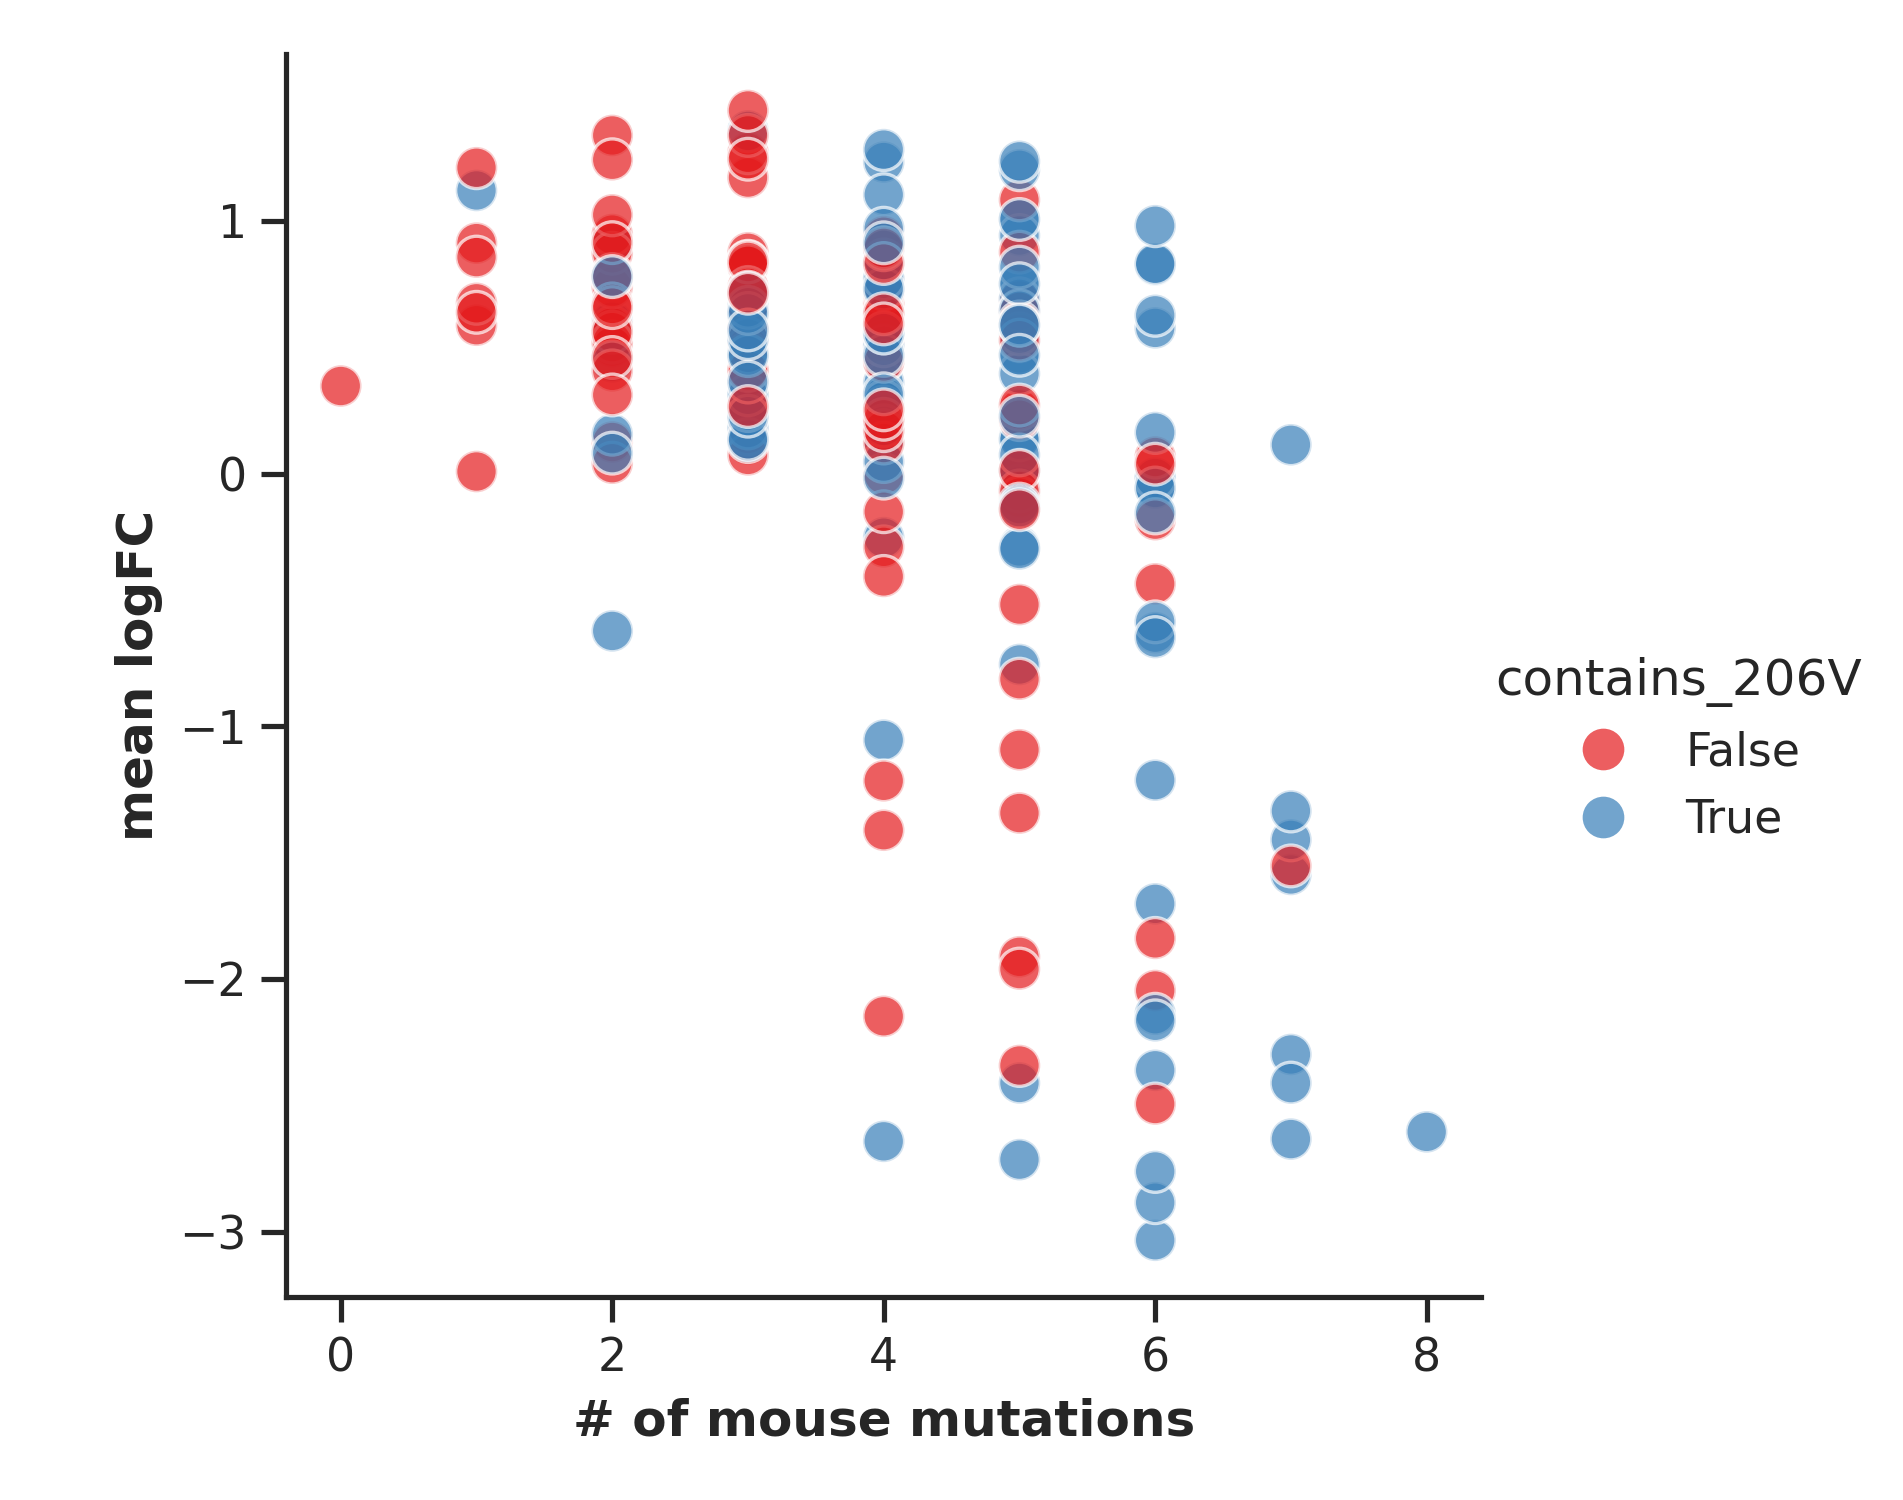 1
0
−1
−2
−3
mean logFC
0 2 4 6 8
# of mouse mutations
contains_206V
False
True